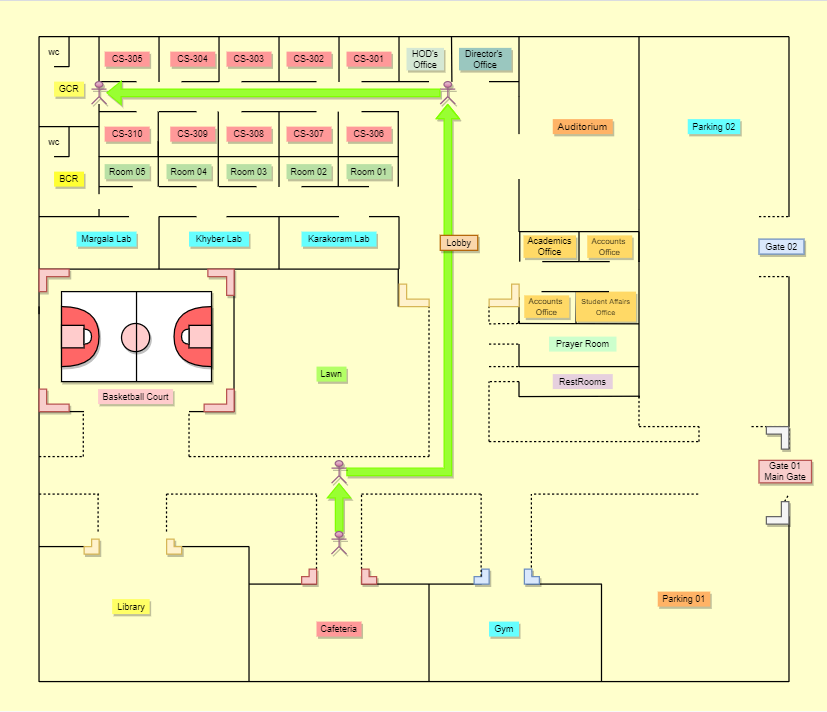 wc
CS-305
CS-304
CS-303
CS-302
CS-301
HOD's
Office
Director's
Office
GCR
CS-310
CS-309
CS-308
CS-307
CS-306
Auditorium
Parking 02
wc
BCR
Room 05
Room 04
Room 03
Room 02
Room 01
Margala Lab
Khyber Lab
Karakoram Lab
Lobby
Academics
Office
Accounts
Office
Gate 02
Accounts
Office
Student Affairs
Office
Prayer Room
RestRooms
Lawn
Basketball Court
Gate 01
Main Gate
Library
Cafeteria
Gym
Parking 01